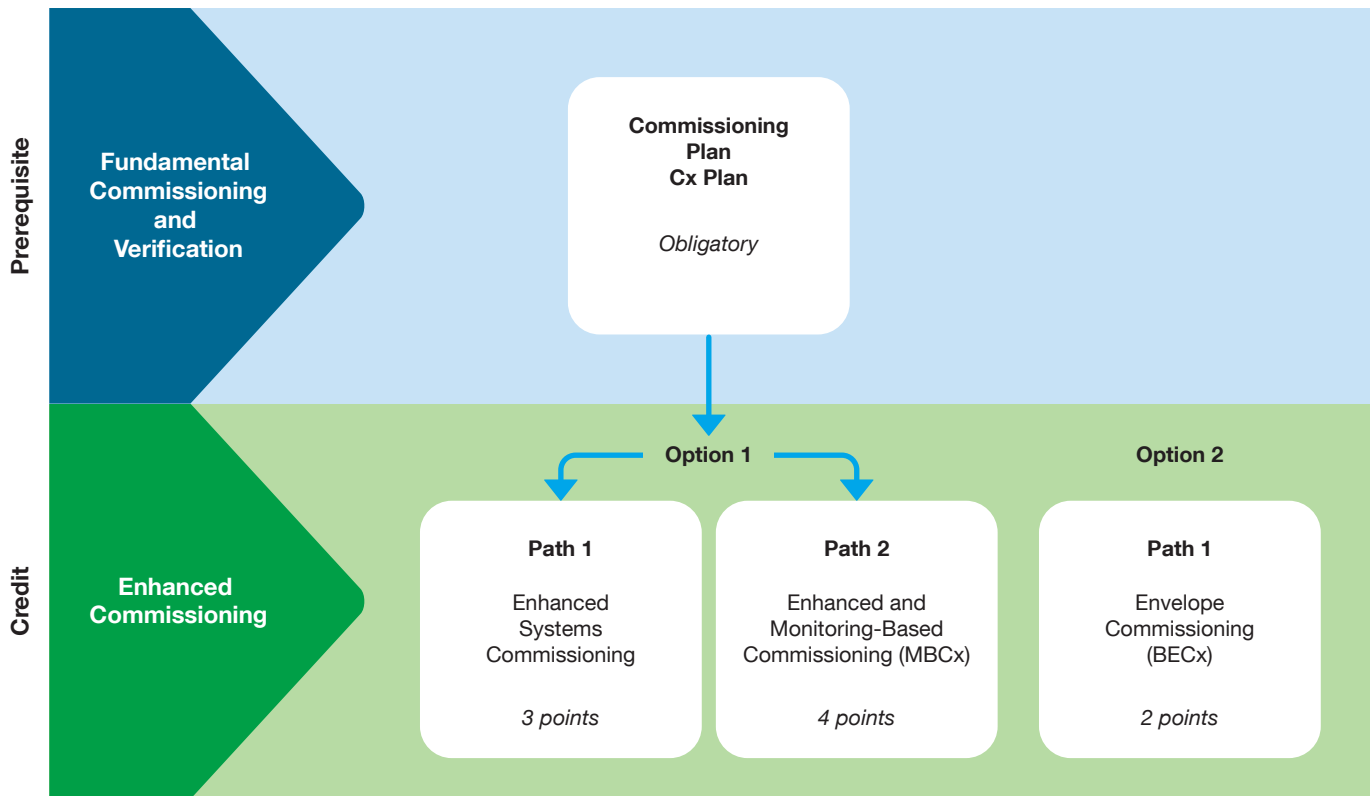 Prerequisite
Fundamental
Commissioning
and
Verification
Commissioning
Plan
Cx Plan
Obligatory
Credit
Enhanced
Commissioning
Option 1
Option 2
Path 1
Enhanced
Systems
Commissioning
3 points
Path 2
Enhanced and
Monitoring-Based
Commissioning (MBCx)
4 points
Path 1
Envelope
Commissioning
(BECx)
2 points